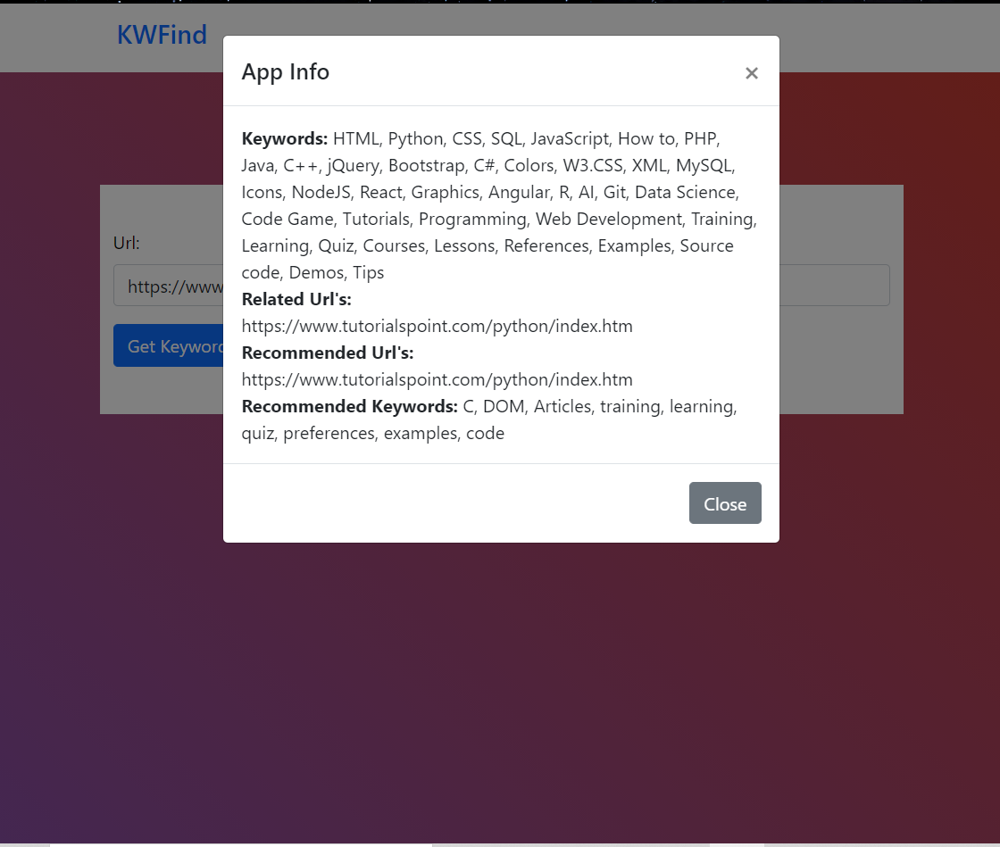 KWFind
App Info
×
Keywords: HTML, Python, CSS, SQL, JavaScript, How to, PHP,
Java, C++, jQuery, Bootstrap, C#, Colors, W3.CSS, XML, MySQL,
Icons, NodeJS, React, Graphics, Angular, R, AI, Git, Data Science,
Code Game, Tutorials, Programming, Web Development, Training,
Learning, Quiz, Courses, Lessons, References, Examples, Source
code, Demos, Tips
Related Url's:
https://www.tutorialspoint.com/python/index.htm
Recommended Url's:
https://www.tutorialspoint.com/python/index.htm
Recommended Keywords: C, DOM, Articles, training, learning,
quiz, preferences, examples, code
Close
Url:
https://www
Get Keyword